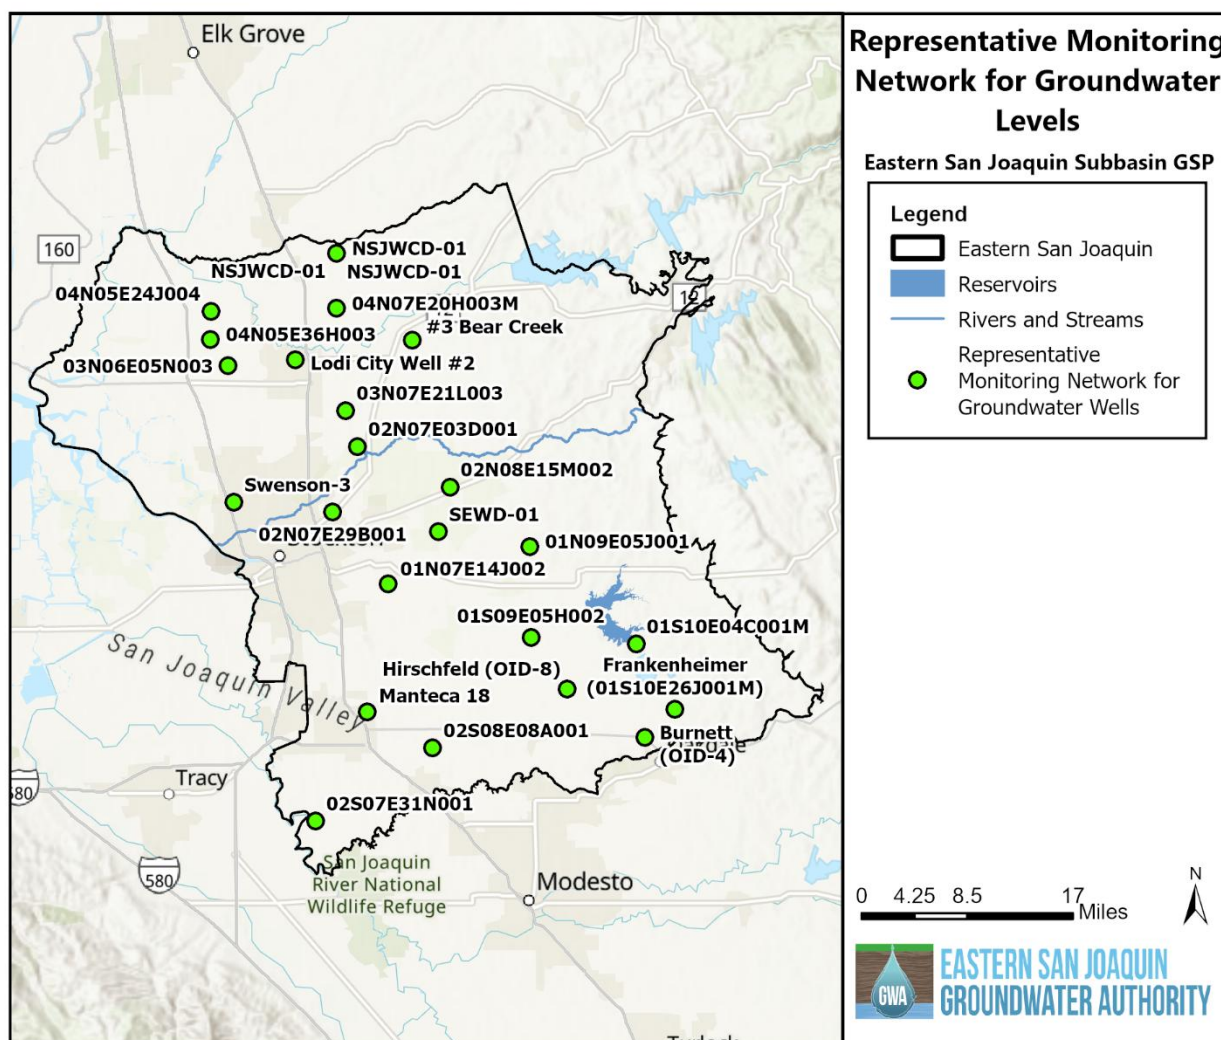 Elk Grove
160
NSJWCD-01
NSJWCD-01
NSJWCD-01
04N05E24J004
04N07E20H003M
12
#3 Bear Creek
04N05E36H003
03N06E05N003
Lodi City Well #2
03N07E21L003
02N07E03D001
02N08E15M002
Swenson-3
SEWD-01
02N07E29B001
01N09E05J001
01N07E14J002
01S09E05H002
01S10E04C001M
San Joaquin Valley
Hirschfeld (OID-8)
Frankenheimer
(01S10E26J001M)
Manteca 18
02S08E08A001
Burnett
(OID-4)
Tracy
580
02S07E31N001
580
San Joaquin
River National
Wildlife Refuge
Modesto
Representative Monitoring
Network for Groundwater
Levels
Eastern San Joaquin Subbasin GSP
Legend
Eastern San Joaquin
Reservoirs
Rivers and Streams
Representative
Monitoring Network for
Groundwater Wells
N
0 4.25 8.5 17
Miles
GWA
EASTERN SAN JOAQUIN
GROUNDWATER AUTHORITY